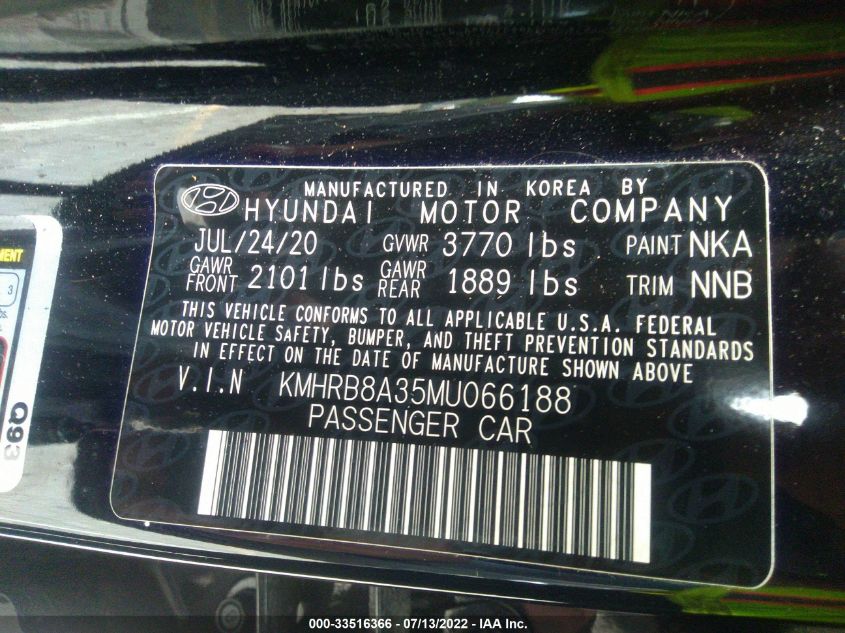 MANUFACTURED IN KOREA BY
HYUNDAI MOTOR COMPANY
JUL/24/20 GVWR 3770 lbs PAINT NKA
GAWR FRONT 2101 lbs GAWR REAR 1889 lbs TRIM NNB
THIS VEHICLE CONFORMS TO ALL APPLICABLE U.S.A. FEDERAL
MOTOR VEHICLE SAFETY, BUMPER, AND THEFT PREVENTION STANDARDS
IN EFFECT ON THE DATE OF MANUFACTURE SHOWN ABOVE
V.I.N KMHRB8A35MU066188
PASSENGER CAR
3
Q93
000-33516366 - 07/13/2022 - IAA Inc.